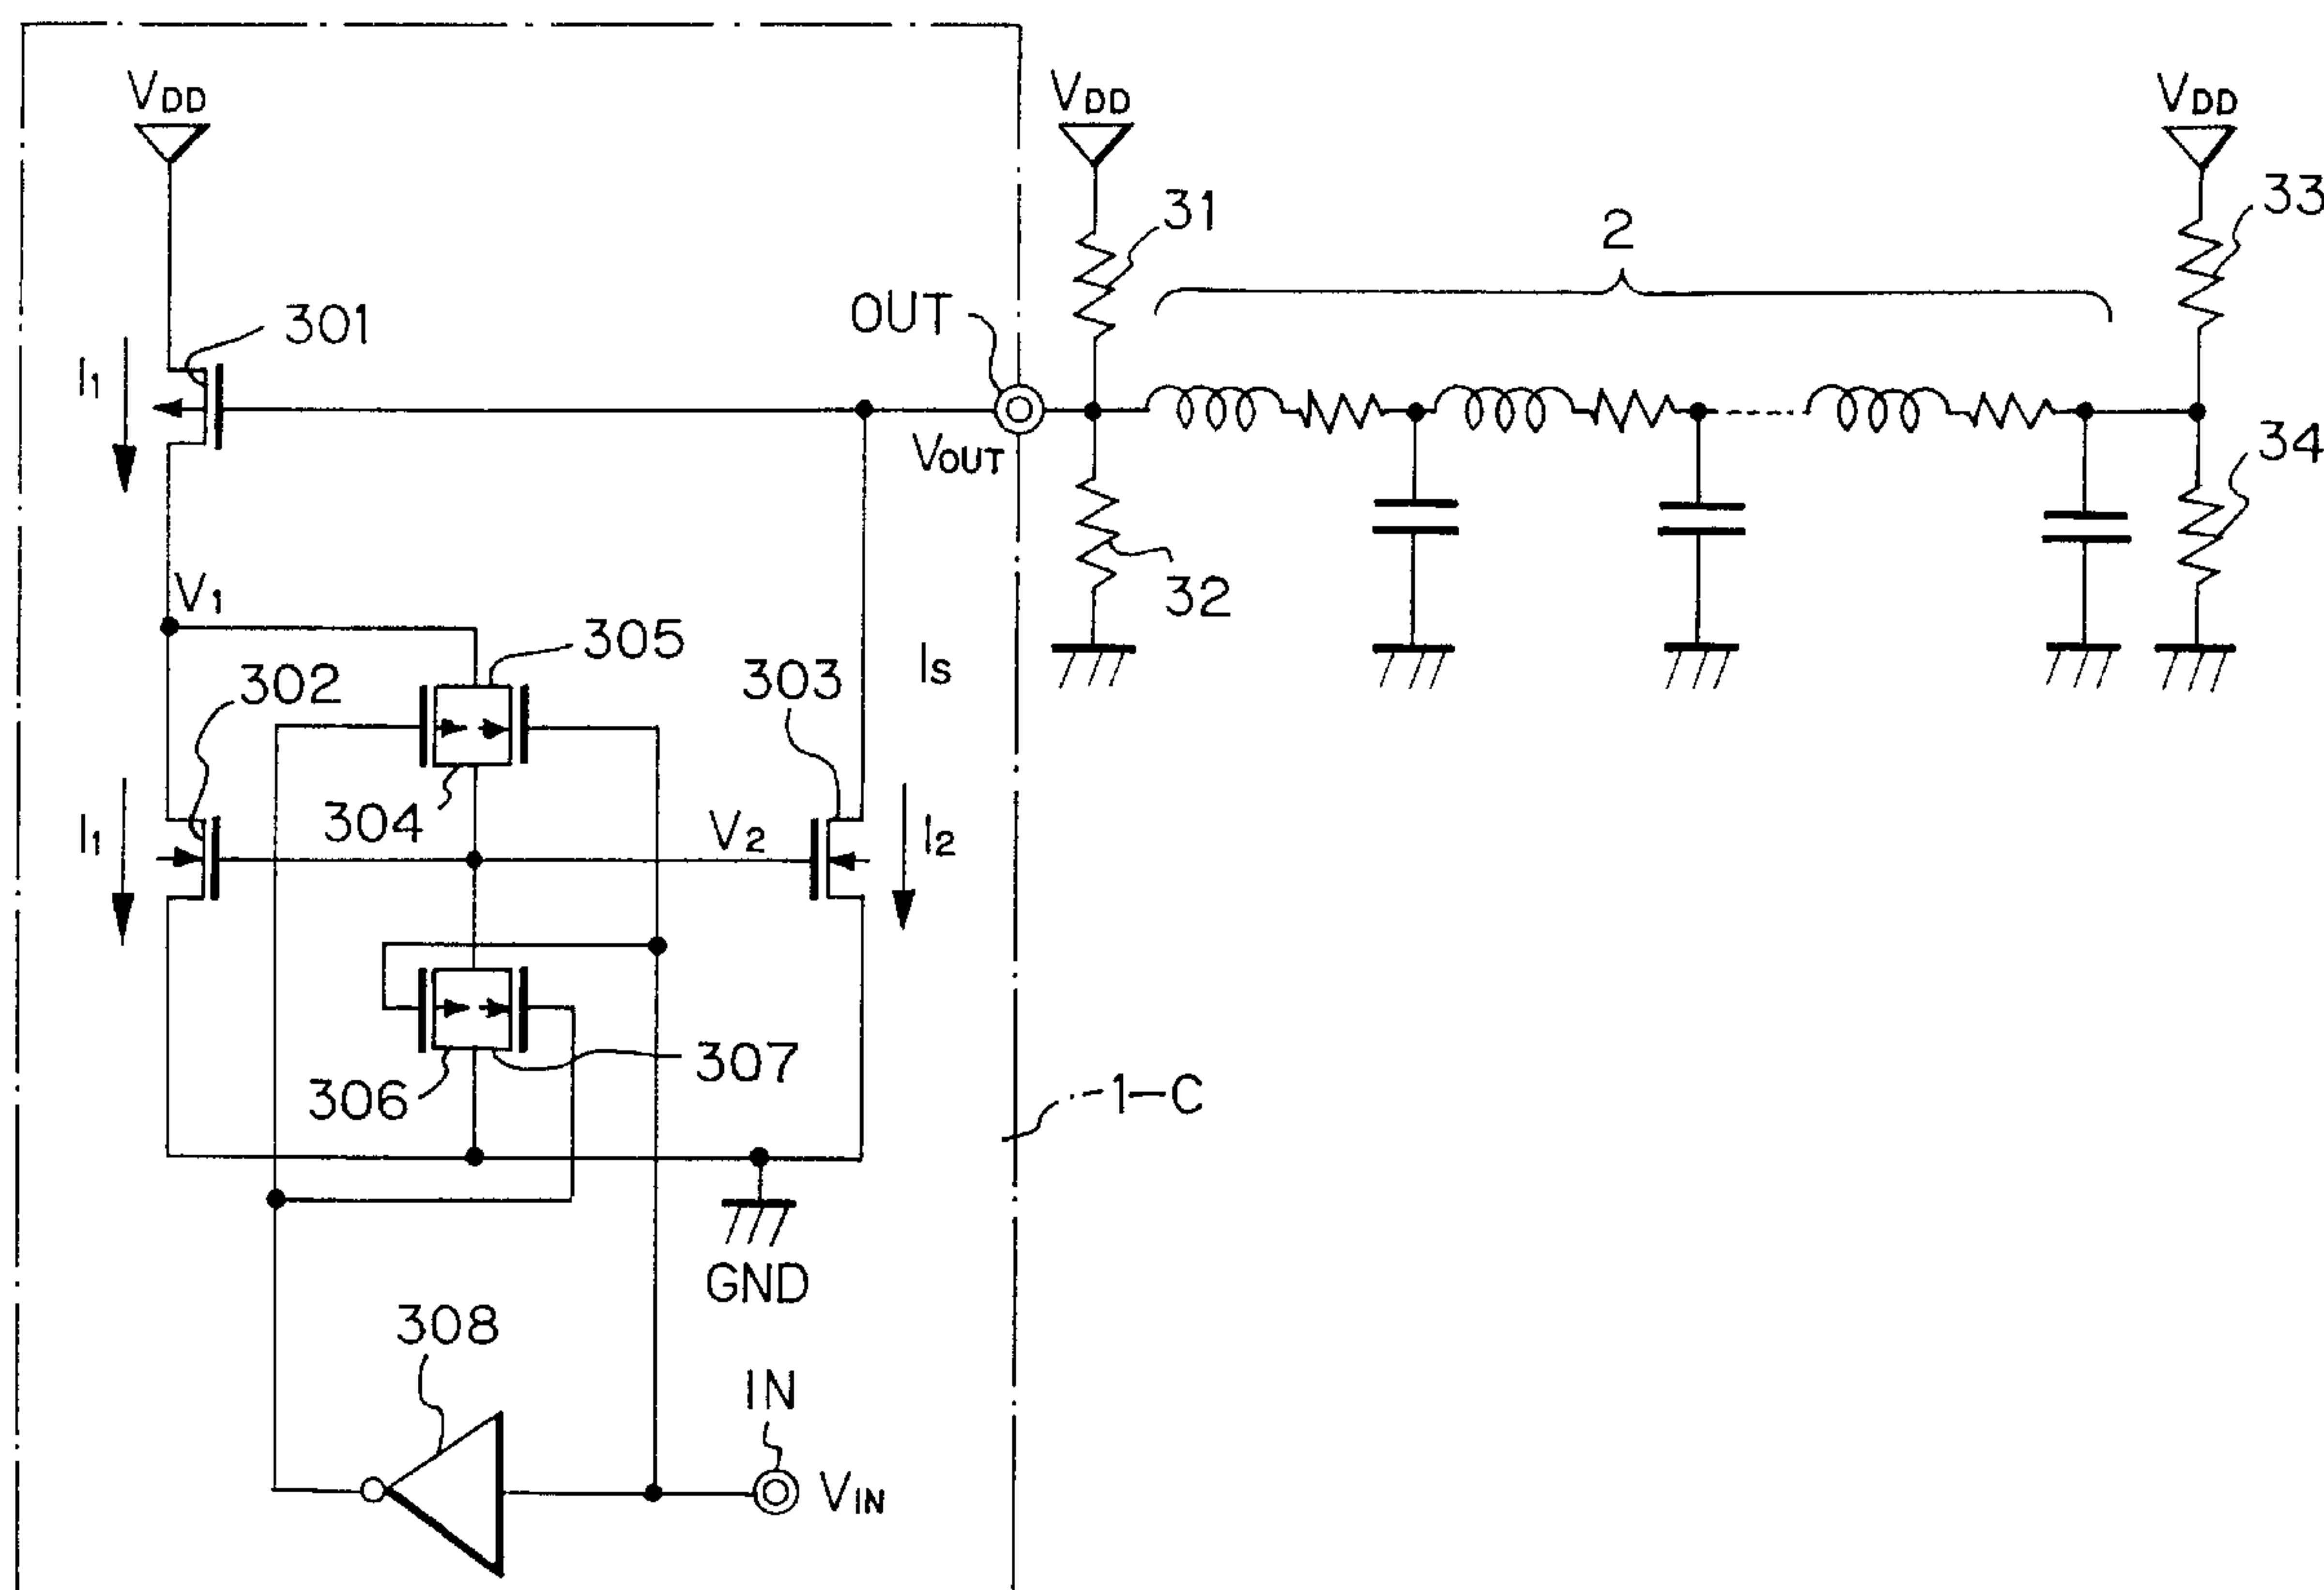 VDD
VDD
VDD
31
33
2
301
OUT
I1
VOUT
34
32
V1
305
303
302
IS
304
V2
I1
I2
307
306
1-C
GND
308
IN
VIN